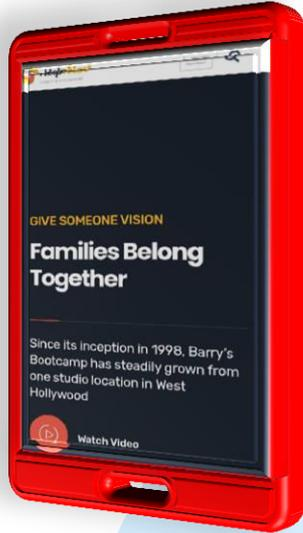 GIVE SOMEONE VISION
Families Belong
Together
Since its inception in 1998, Barry's
Bootcamp has steadily grown from
one studio location in West
Hollywood
Watch Video